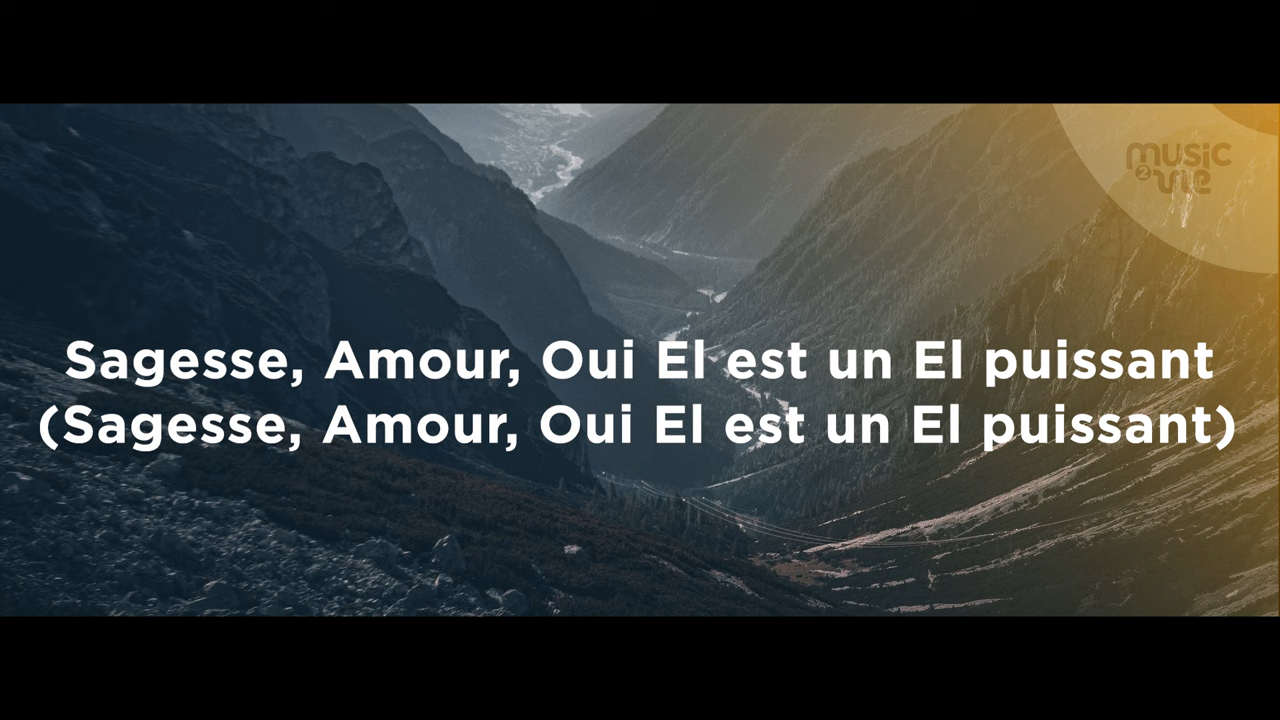 music
2 vie
Sagesse, Amour, Oui El est un El puissant
(Sagesse, Amour, Oui El est un El puissant)